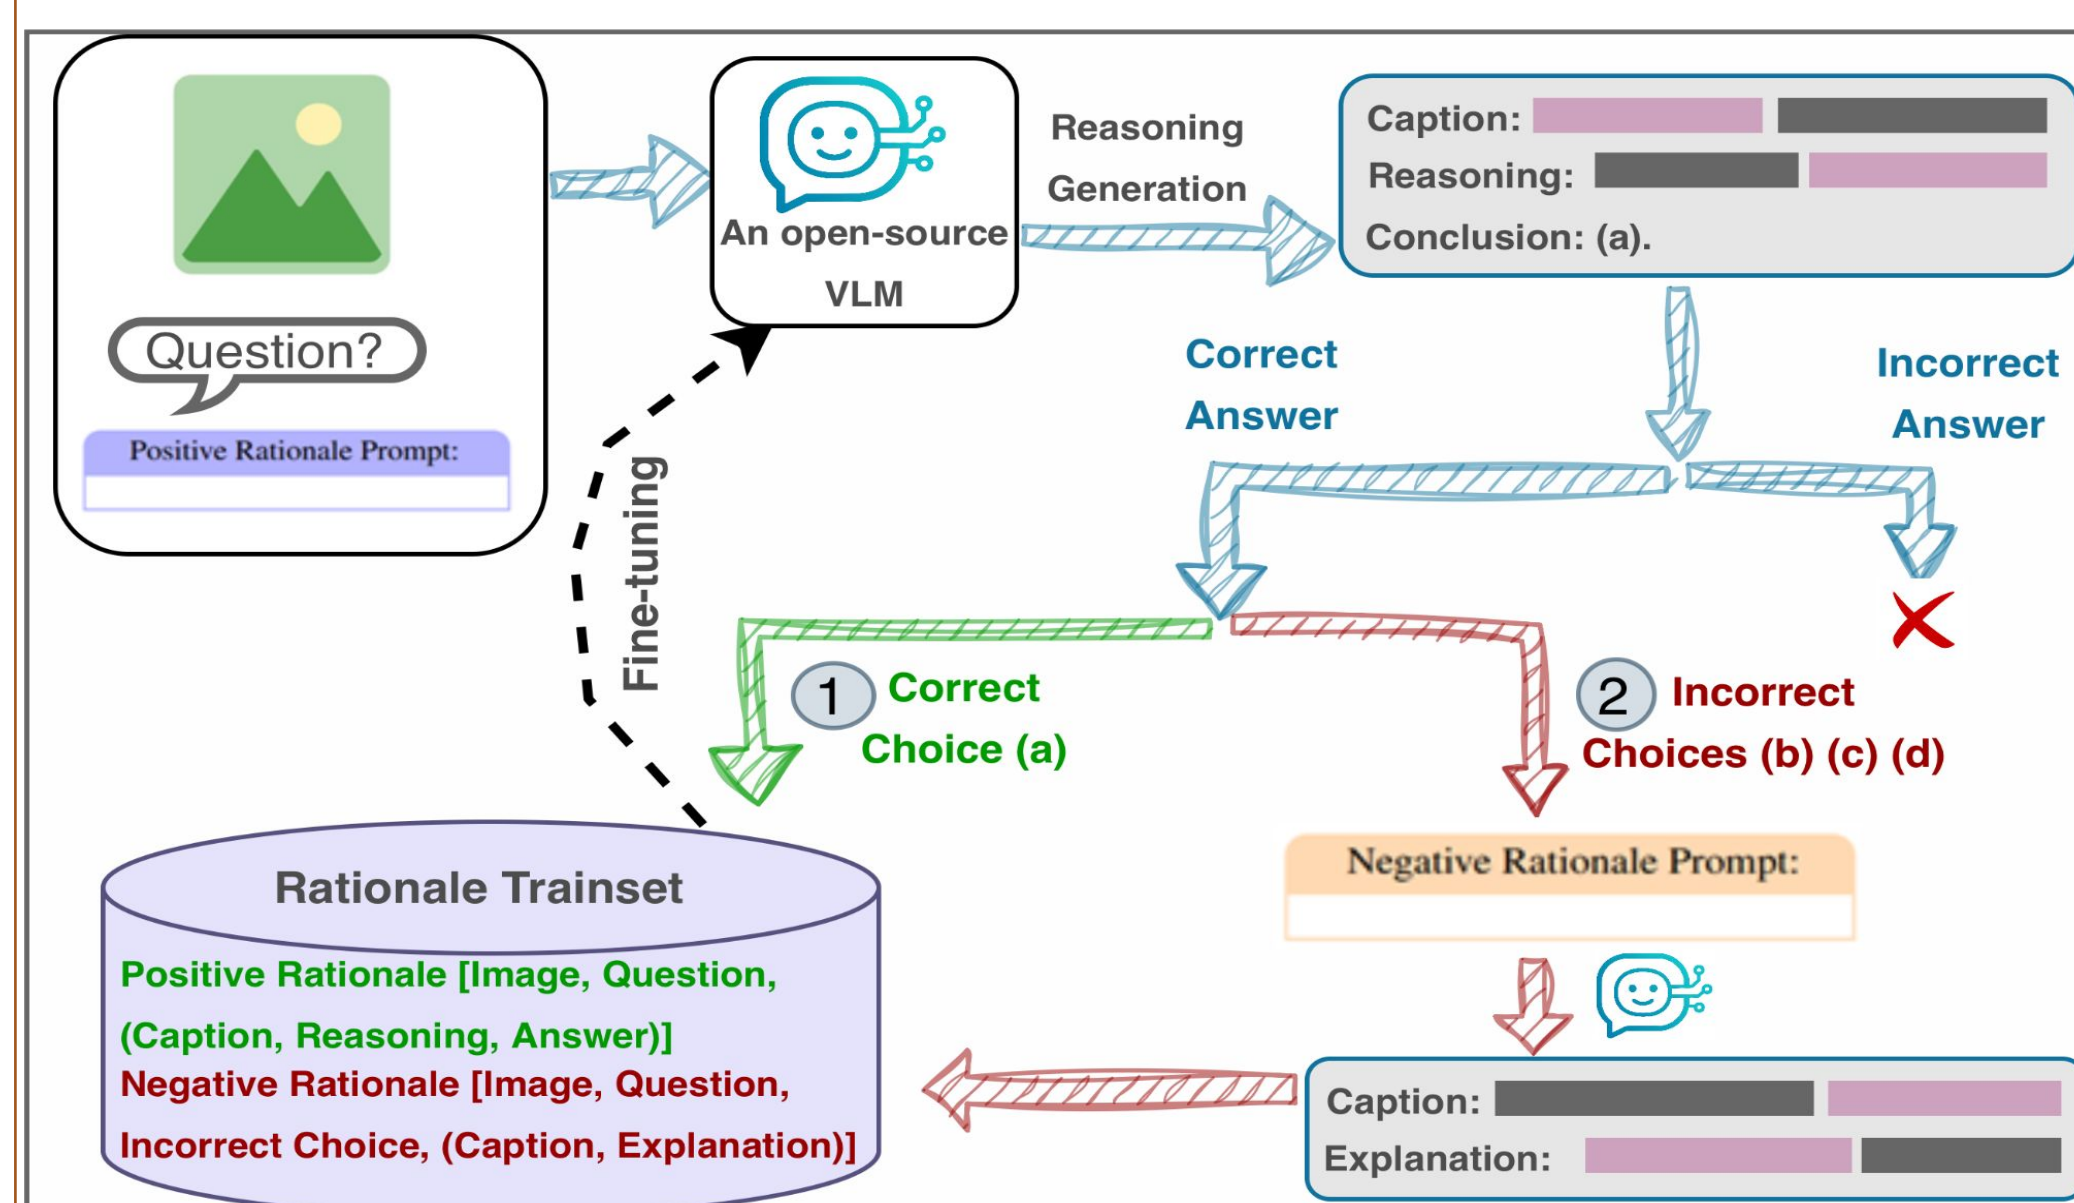 Question?
Positive Rationale Prompt:
An open-source
VLM
Reasoning
Generation
Caption:
Reasoning:
Conclusion: (a).
Correct
Answer
Incorrect
Answer
Fine-tuning
1 Correct
Choice (a)
2 Incorrect
Choices (b) (c) (d)
Negative Rationale Prompt:
Rationale Trainset
Positive Rationale [Image, Question,
(Caption, Reasoning, Answer)]
Negative Rationale [Image, Question,
Incorrect Choice, (Caption, Explanation)]
Caption:
Explanation: